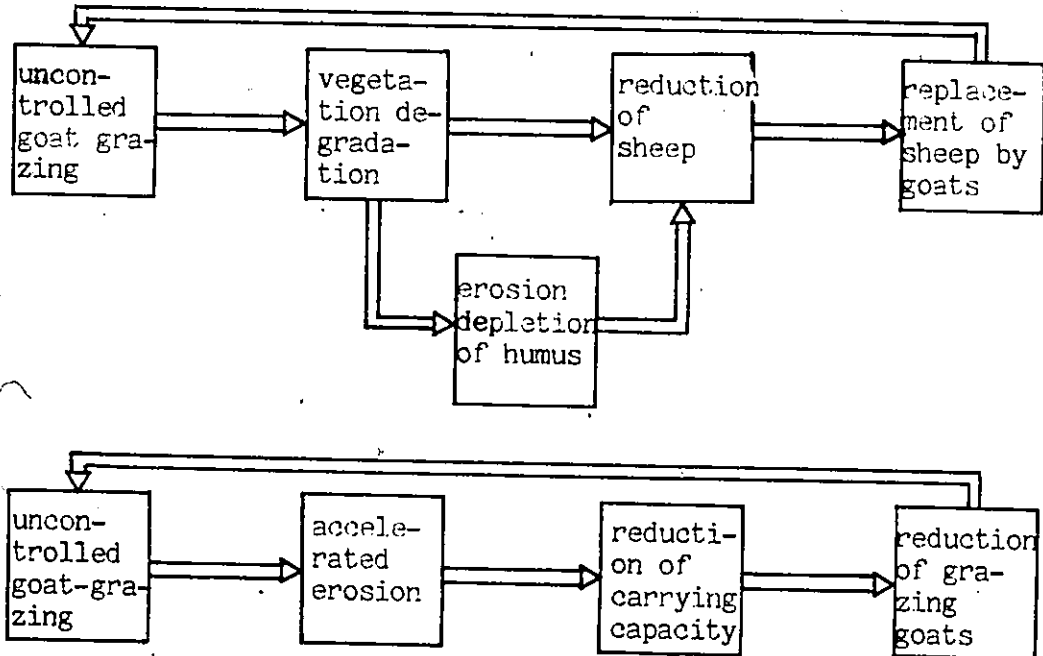 uncon-
trolled
goat gra-
zing
vegeta-
tion de-
grada-
tion
reduction
of
sheep
replace-
ment of
sheep by
goats
erosion
depletion
of humus
uncon-
trolled
goat-gra-
zing
accele-
rated
erosion
reducti-
on of
carrying
capacity
reduction
of gra-
zing
goats